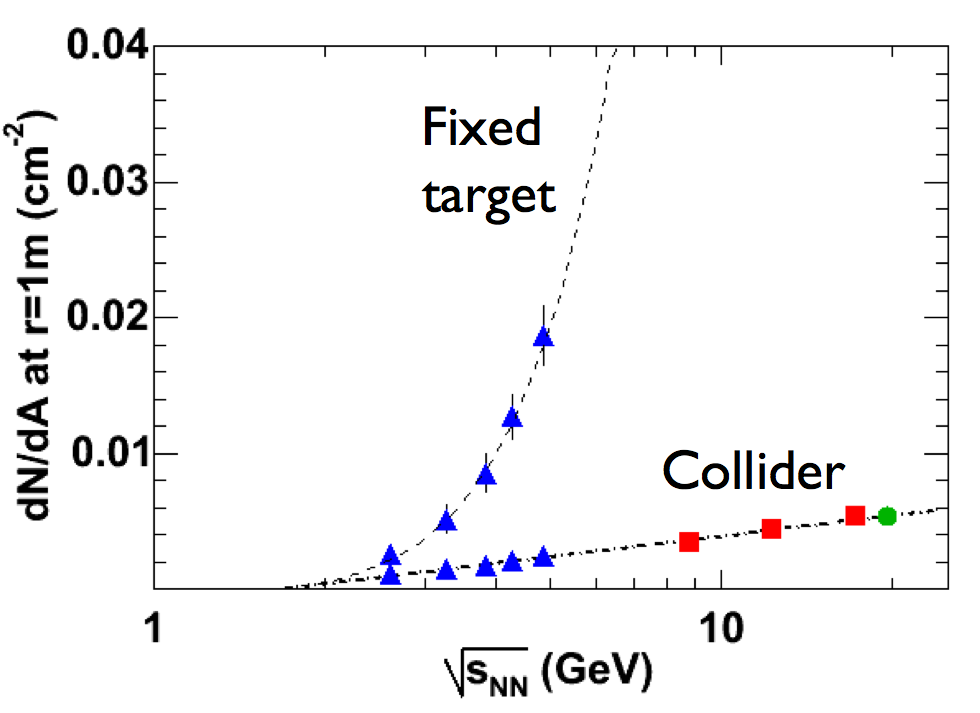 0.04
0.03
0.02
0.01
dN/dA at r=1m (cm⁻²)
Fixed
target
Collider
1
10
√sNN (GeV)